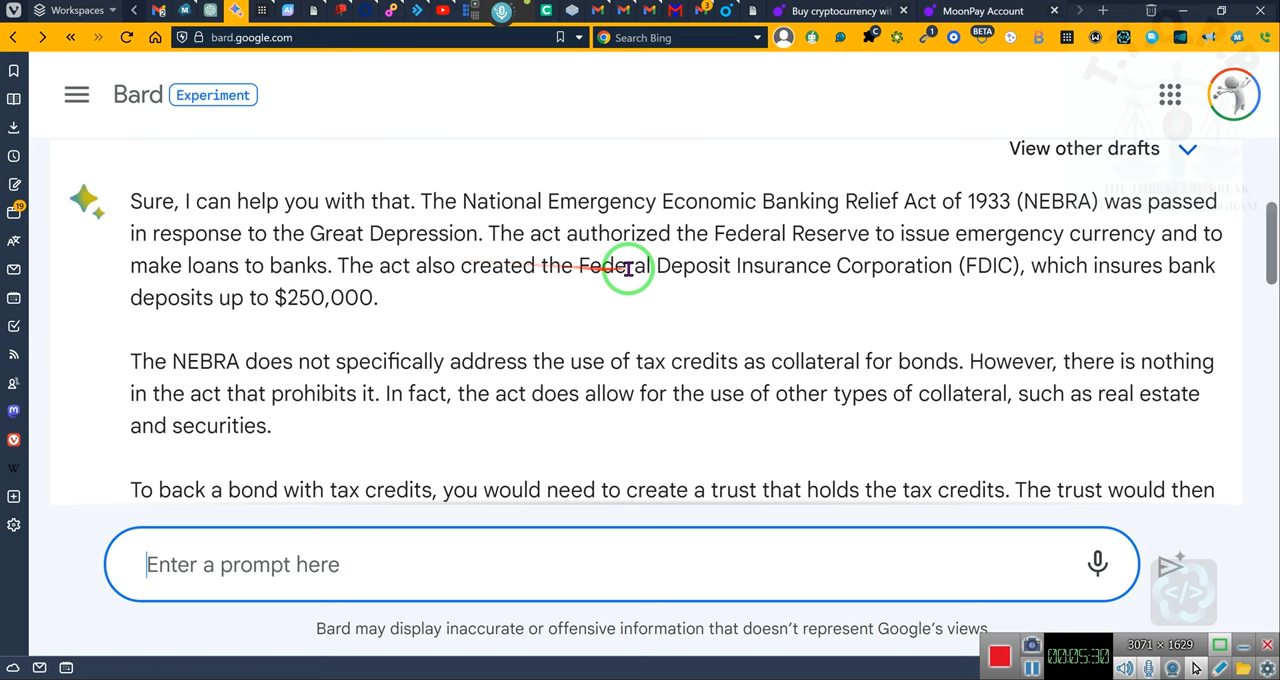 Workspaces
Buy cryptocurrency wit
MoonPay Account
bard.google.com
Search Bing
BETA
Bard
Experiment
View other drafts
Sure, I can help you with that. The National Emergency Economic Banking Relief Act of 1933 (NEBRA) was passed
in response to the Great Depression. The act authorized the Federal Reserve to issue emergency currency and to
make loans to banks. The act also created the Federal Deposit Insurance Corporation (FDIC), which insures bank
deposits up to $250,000.
The NEBRA does not specifically address the use of tax credits as collateral for bonds. However, there is nothing
in the act that prohibits it. In fact, the act does allow for the use of other types of collateral, such as real estate
and securities.
To back a bond with tax credits, you would need to create a trust that holds the tax credits. The trust would then
Enter a prompt here
Bard may display inaccurate or offensive information that doesn't represent Google's views.
3071 × 1629
00:05:30
19